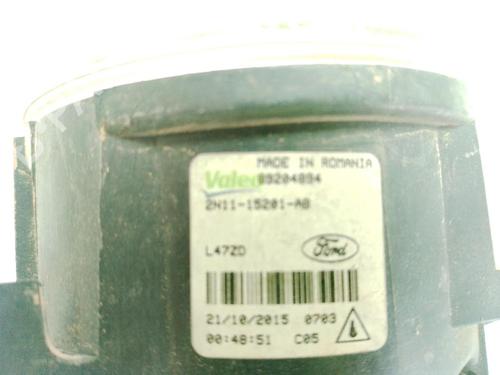 MADE IN ROMANIA
Valeo 89204894
2N11-15201-AB
L47ZD Ford
21/10/2015 0703
00:48:51 C05